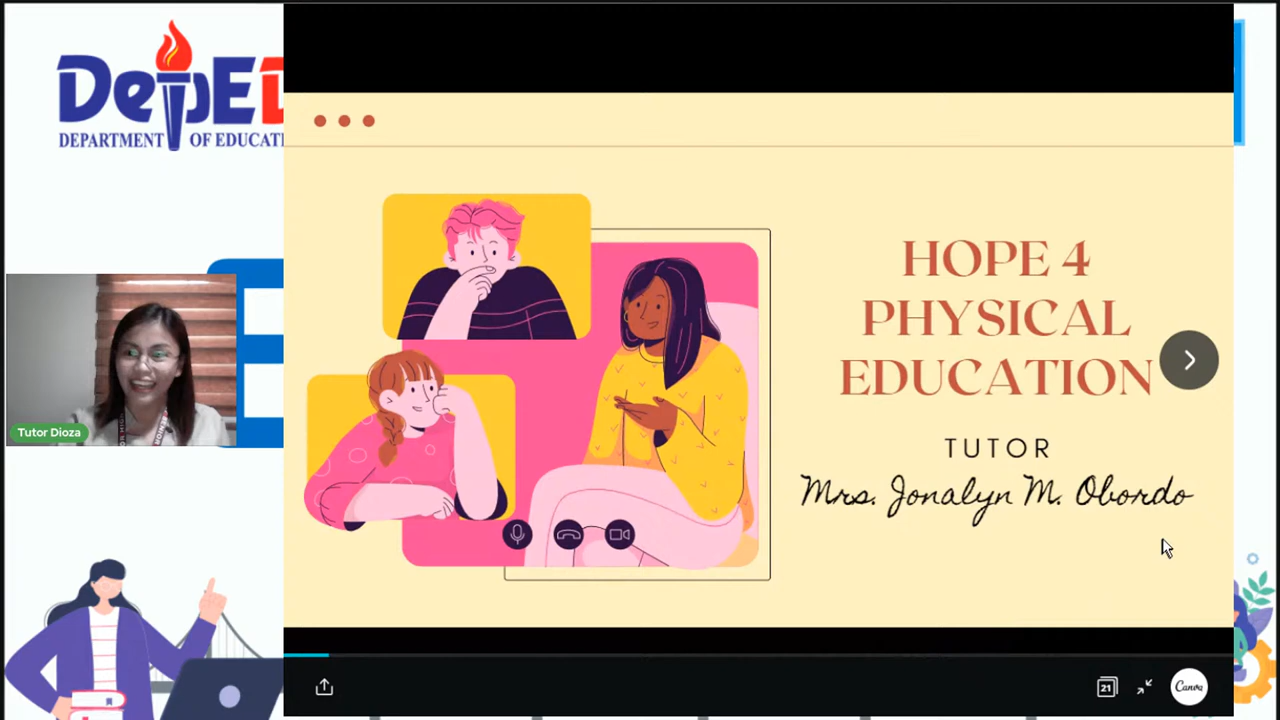 DepED
DEPARTMENT OF EDUCATI
HOPE 4
PHYSICAL
EDUCATION
TUTOR
Mrs. Jonalyn M. Obordo
Tutor Dioza
21
Canva